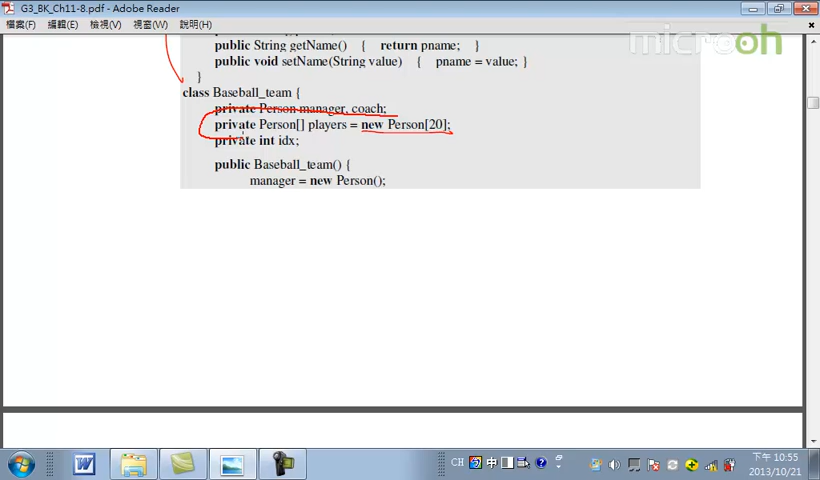 G3_BK_Ch11-8.pdf - Adobe Reader
檔案(F) 編輯(E) 檢視(V) 視窗(W) 說明(H)
microoh
public String getName() { return pname; }
public void setName(String value) { pname = value; }
}
class Baseball_team {
private Person manager, coach;
private Person[] players = new Person[20];
private int idx;
public Baseball_team() {
manager = new Person();
CH 中
下午 10:55
2013/10/21